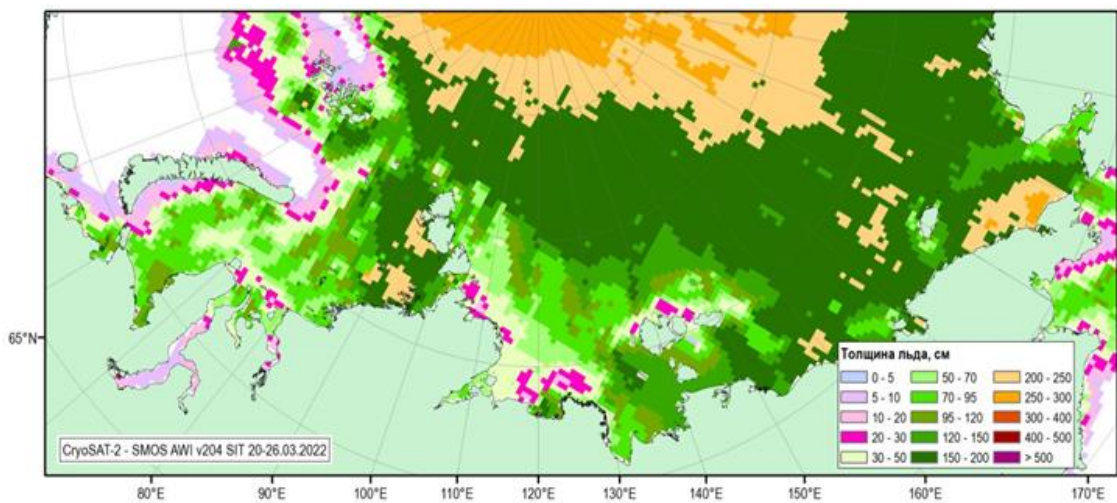 65°N
Толщина льда, см
0 - 5
50 - 70
200 - 250
5 - 10
70 - 95
250 - 300
10 - 20
95 - 120
300 - 400
20 - 30
120 - 150
400 - 500
30 - 50
150 - 200
> 500
CryoSAT-2 - SMOS AWI v204 SIT 20-26.03.2022
80°E
90°E
100°E
110°E
120°E
130°E
140°E
150°E
160°E
170°E